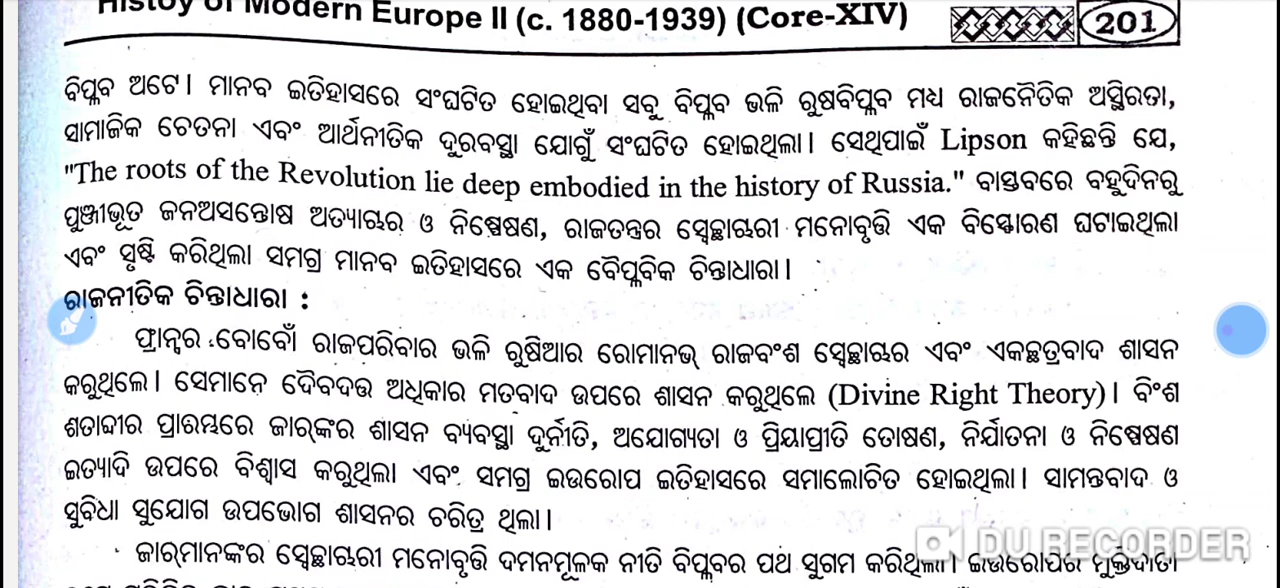 Histoy of Modern Europe II (c. 1880-1939) (Core-XIV) 201
ବିପ୍ଳବ ଅଟେ। ମାନବ ଇତିହାସରେ ସଂଘଟିତ ହୋଇଥିବା ସବୁ ବିପ୍ଳବ ଭଳି ରୁଷବିପ୍ଳବ ମଧ୍ୟ ରାଜନୈତିକ ଅସ୍ଥିରତା,
ସାମାଜିକ ଚେତନା ଏବଂ ଆର୍ଥନୀତିକ ଦୁରବସ୍ଥା ଯୋଗୁଁ ସଂଘଟିତ ହୋଇଥିଲା। ସେଥିପାଇଁ Lipson କହିଛନ୍ତି ଯେ,
"The roots of the Revolution lie deep embodied in the history of Russia." ବାସ୍ତବରେ ବହୁଦିନରୁ
ପୁଞ୍ଜୀଭୂତ ଜନଅସନ୍ତୋଷ ଅତ୍ୟାଚାର ଓ ନିଷ୍ପେଷଣ, ରାଜତନ୍ତ୍ରର ସ୍ୱେଚ୍ଛାଚାରୀ ମନୋବୃତ୍ତି ଏକ ବିସ୍ଫୋରଣ ଘଟାଇଥିଲା
ଏବଂ ସୃଷ୍ଟି କରିଥିଲା ସମଗ୍ର ମାନବ ଇତିହାସରେ ଏକ ବୈପ୍ଳବିକ ଚିନ୍ତାଧାରା।
ରାଜନୀତିକ ଚିନ୍ତାଧାରା :
ଫ୍ରାନ୍ସର ବୋର୍ବୋଁ ରାଜପରିବାର ଭଳି ରୁଷିଆର ରୋମାନଭ୍ ରାଜବଂଶ ସ୍ୱେଚ୍ଛାଚାର ଏବଂ ଏକଚ୍ଛତ୍ରବାଦ ଶାସନ
କରୁଥିଲେ। ସେମାନେ ଦୈବଦତ୍ତ ଅଧିକାର ମତବାଦ ଉପରେ ଶାସନ କରୁଥିଲେ (Divine Right Theory)। ବିଂଶ
ଶତାବ୍ଦୀର ପ୍ରାରମ୍ଭରେ ଜାର୍‌ଙ୍କର ଶାସନ ବ୍ୟବସ୍ଥା ଦୁର୍ନୀତି, ଅଯୋଗ୍ୟତା ଓ ପ୍ରିୟାପ୍ରୀତି ତୋଷଣ, ନିର୍ଯାତନା ଓ ନିଷ୍ପେଷଣ
ଇତ୍ୟାଦି ଉପରେ ବିଶ୍ୱାସ କରୁଥିଲା ଏବଂ ସମଗ୍ର ଇଉରୋପ ଇତିହାସରେ ସମାଲୋଚିତ ହୋଇଥିଲା। ସାମନ୍ତବାଦ ଓ
ସୁବିଧା ସୁଯୋଗ ଉପଭୋଗ ଶାସନର ଚରିତ୍ର ଥିଲା।
ଜାର୍‌ମାନଙ୍କର ସ୍ୱେଚ୍ଛାଚାରୀ ମନୋବୃତ୍ତି ଦମନମୂଳକ ନୀତି ବିପ୍ଳବର ପଥ ସୁଗମ କରିଥିଲା। ଇଉରୋପର ମୁକ୍ତିଦାତା
DU RECORDER